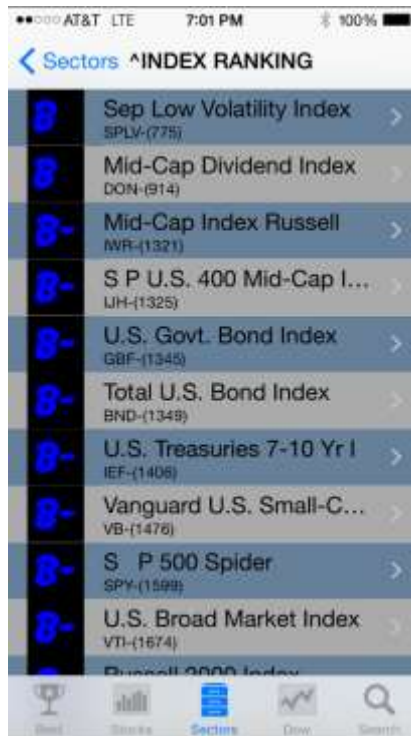 AT&T LTE 7:01 PM 100%
Sectors ^INDEX RANKING
B Sep Low Volatility Index
SPLV-(775)
B Mid-Cap Dividend Index
DON-(914)
B- Mid-Cap Index Russell
IWR-(1321)
B- S P U.S. 400 Mid-Cap I...
IJH-(1325)
B- U.S. Govt. Bond Index
GBF-(1345)
B- Total U.S. Bond Index
BND-(1349)
B- U.S. Treasuries 7-10 Yr I
IEF-(1406)
B- Vanguard U.S. Small-C...
VB-(1476)
B- S P 500 Spider
SPY-(1599)
B- U.S. Broad Market Index
VTI-(1674)
Russell 2000 Index
Best Stocks Sectors Dow Search